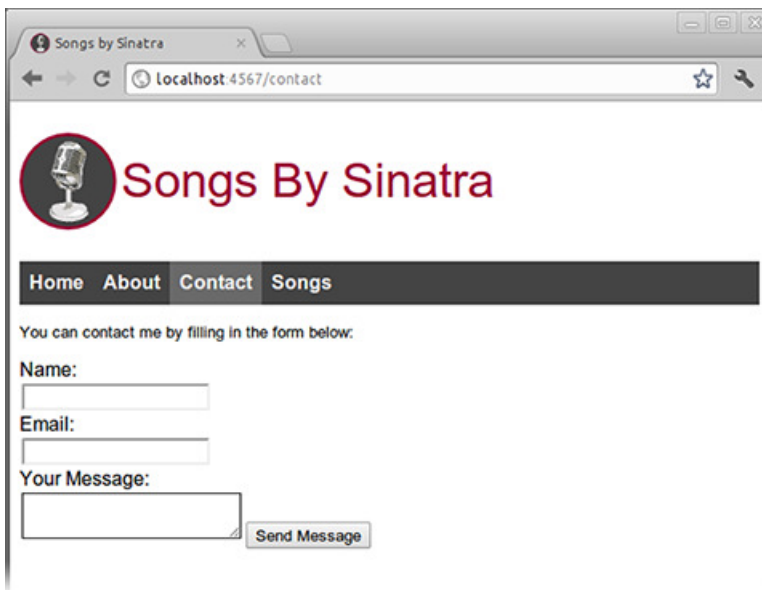 Songs by Sinatra
localhost:4567/contact
Songs By Sinatra
Home About Contact Songs
You can contact me by filling in the form below:
Name:
Email:
Your Message:
Send Message